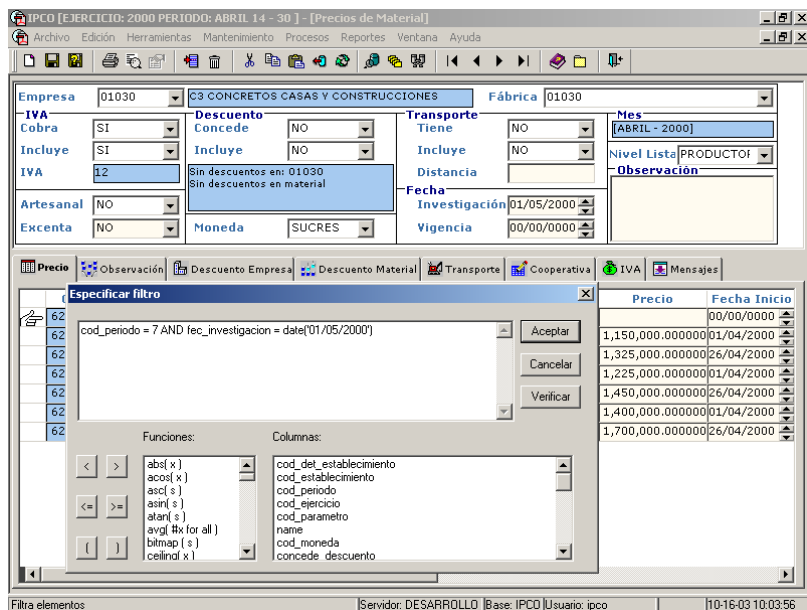 IPCO [EJERCICIO: 2000 PERIODO: ABRIL 14 - 30 ] - [Precios de Material]
Archivo Edición Herramientas Mantenimiento Procesos Reportes Ventana Ayuda
Empresa 01030 C3 CONCRETOS CASAS Y CONSTRUCCIONES Fábrica 01030
IVA Descuento Transporte Mes
Cobra SI Concede NO Tiene NO [ABRIL - 2000]
Incluye SI Incluye NO Incluye NO Nivel Lista PRODUCTOR
IVA 12 Sin descuentos en: 01030 Distancia Observación
Sin descuentos en material
Fecha
Artesanal NO Investigación 01/05/2000
Excenta NO Moneda SUCRES Vigencia 00/00/0000
Precio Observación Descuento Empresa Descuento Material Transporte Cooperativa IVA Mensajes
Especificar filtro
Precio Fecha Inicio
62 00/00/0000
62 1,150,000.000000 01/04/2000
62 1,325,000.000000 26/04/2000
62 1,225,000.000000 01/04/2000
62 1,450,000.000000 26/04/2000
62 1,400,000.000000 01/04/2000
62 1,700,000.000000 26/04/2000
cod_periodo = 7 AND fec_investigacion = date('01/05/2000')
Aceptar
Cancelar
Verificar
Funciones: Columnas:
< >
<= >=
( )
abs( x )
acos( x )
asc( s )
asin( s )
atan( s )
avg( #x for all )
bitmap ( s )
ceiling( x )
cod_det_establecimiento
cod_establecimiento
cod_periodo
cod_ejercicio
cod_parametro
name
cod_moneda
concede_descuento
Filtra elementos Servidor: DESARROLLO Base: IPCO Usuario: ipco 10-16-03 10:03:56